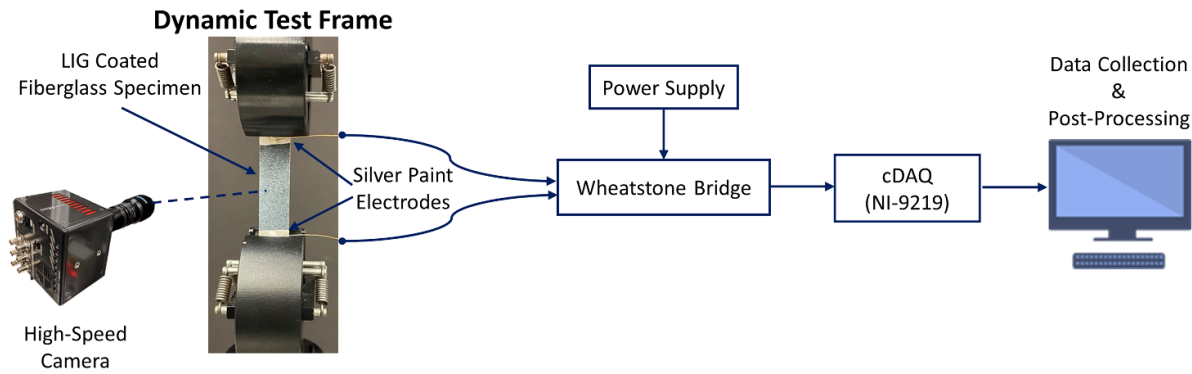 Dynamic Test Frame
LIG Coated
Fiberglass Specimen
Silver Paint
Electrodes
High-Speed
Camera
Power Supply
Wheatstone Bridge
cDAQ
(NI-9219)
Data Collection
&
Post-Processing